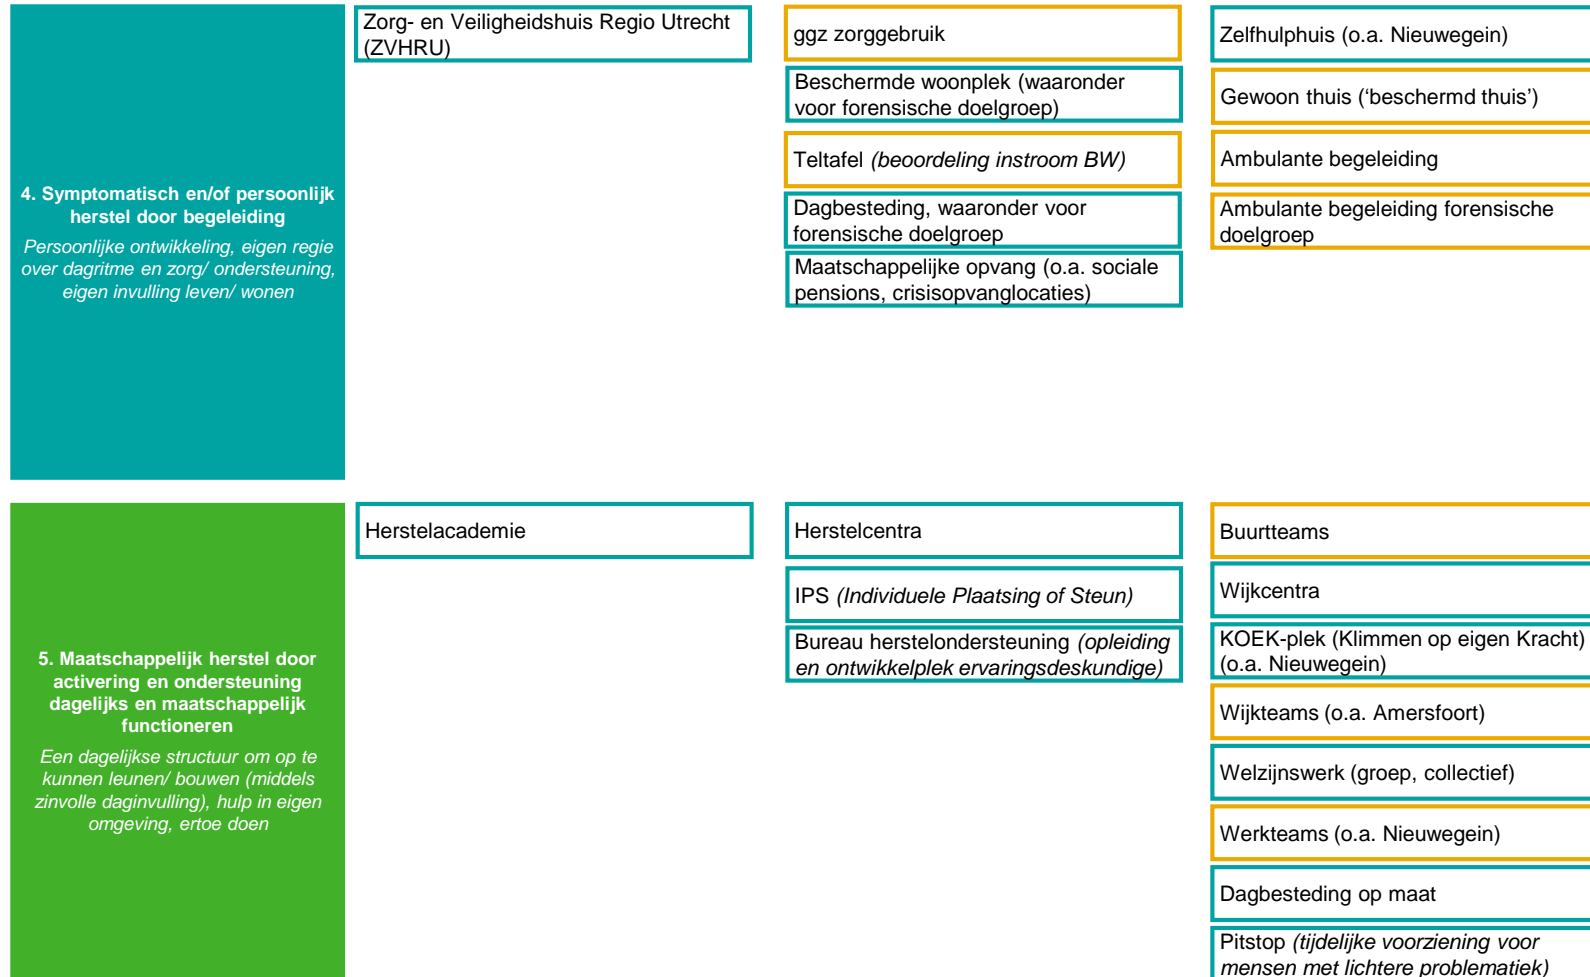 4. Symptomatisch en/of persoonlijk
herstel door begeleiding
Persoonlijke ontwikkeling, eigen regie
over dagritme en zorg/ ondersteuning,
eigen invulling leven/ wonen
Zorg- en Veiligheidshuis Regio Utrecht
(ZVHRU)
ggz zorggebruik
Beschermde woonplek (waaronder
voor forensische doelgroep)
Teltafel (beoordeling instroom BW)
Dagbesteding, waaronder voor
forensische doelgroep
Maatschappelijke opvang (o.a. sociale
pensions, crisisopvanglocaties)
Zelfhulphuis (o.a. Nieuwegein)
Gewoon thuis (‘beschermd thuis’)
Ambulante begeleiding
Ambulante begeleiding forensische
doelgroep
5. Maatschappelijk herstel door
activering en ondersteuning
dagelijks en maatschappelijk
functioneren
Een dagelijkse structuur om op te
kunnen leunen/ bouwen (middels
zinvolle daginvulling), hulp in eigen
omgeving, ertoe doen
Herstelacademie
Herstelcentra
IPS (Individuele Plaatsing of Steun)
Bureau herstelondersteuning (opleiding
en ontwikkelplek ervaringsdeskundige)
Buurtteams
Wijkcentra
KOEK-plek (Klimmen op eigen Kracht)
(o.a. Nieuwegein)
Wijkteams (o.a. Amersfoort)
Welzijnswerk (groep, collectief)
Werkteams (o.a. Nieuwegein)
Dagbesteding op maat
Pitstop (tijdelijke voorziening voor
mensen met lichtere problematiek)